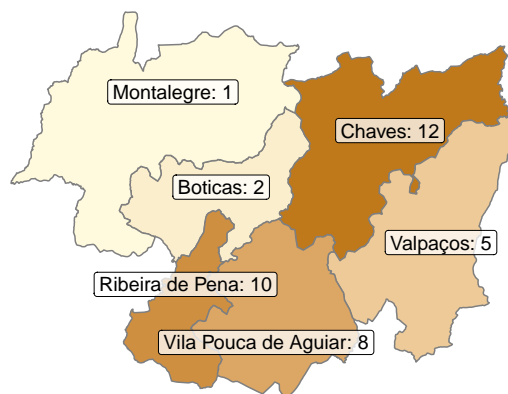 Montalegre: 1
Chaves: 12
Boticas: 2
Valpaços: 5
Ribeira de Pena: 10
Vila Pouca de Aguiar: 8